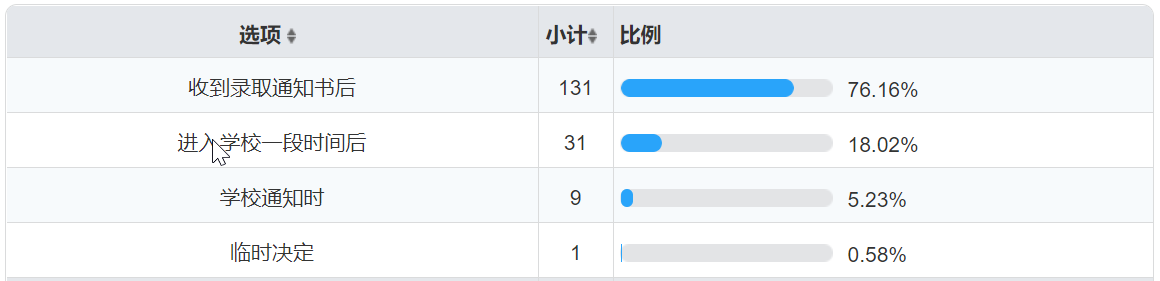 选项 小计 比例
收到录取通知书后 131 76.16%
进入学校一段时间后 31 18.02%
学校通知时 9 5.23%
临时决定 1 0.58%